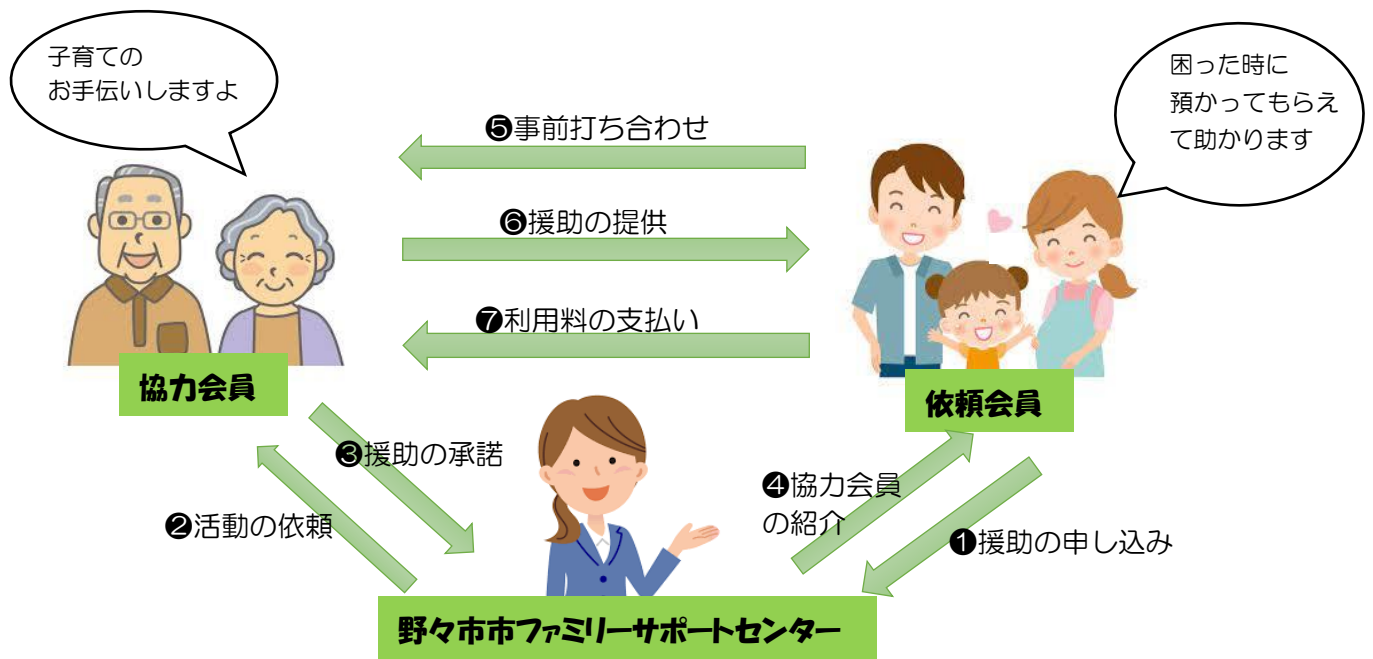 子育ての
お手伝いしますよ
困った時に
預かってもらえ
て助かります
❺事前打ち合わせ
❻援助の提供
❼利用料の支払い
協力会員
依頼会員
❸援助の承諾
❷活動の依頼
❹協力会員
の紹介
❶援助の申し込み
野々市市ファミリーサポートセンター